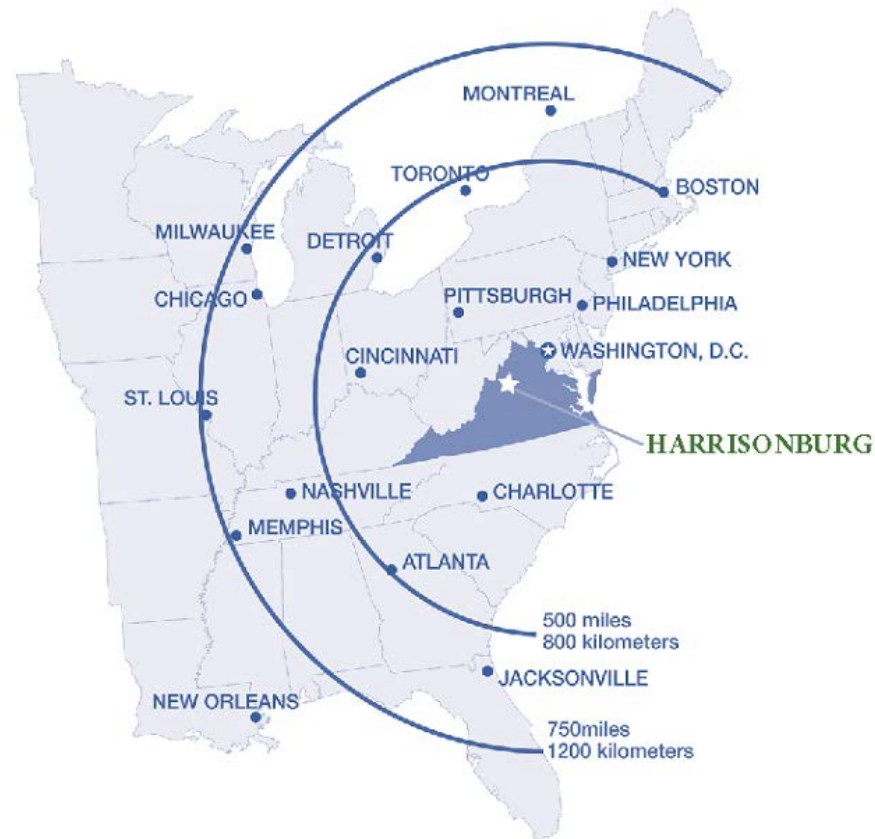 MONTREAL
TORONTO
BOSTON
MILWAUKEE
DETROIT
NEW YORK
CHICAGO
PITTSBURGH
PHILADELPHIA
CINCINNATI
WASHINGTON, D.C.
ST. LOUIS
HARRISONBURG
NASHVILLE
CHARLOTTE
MEMPHIS
ATLANTA
500 miles
800 kilometers
JACKSONVILLE
NEW ORLEANS
750miles
1200 kilometers